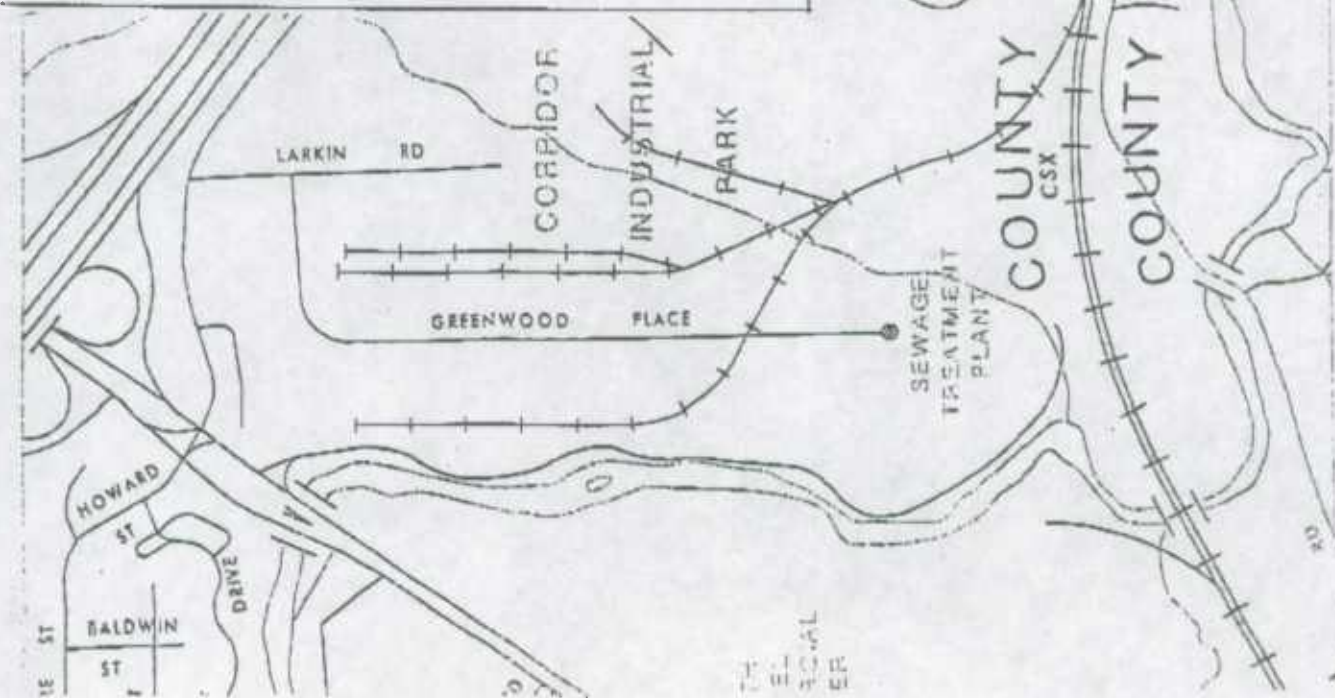 LARKIN RD
CORRIDOR
INDUSTRIAL
PARK
COUNTY
CSX
COUNTY
GREENWOOD PLACE
SEWAGE
TREATMENT
PLANT
HOWARD
ST
DRIVE
BALDWIN
ST
ST
RD